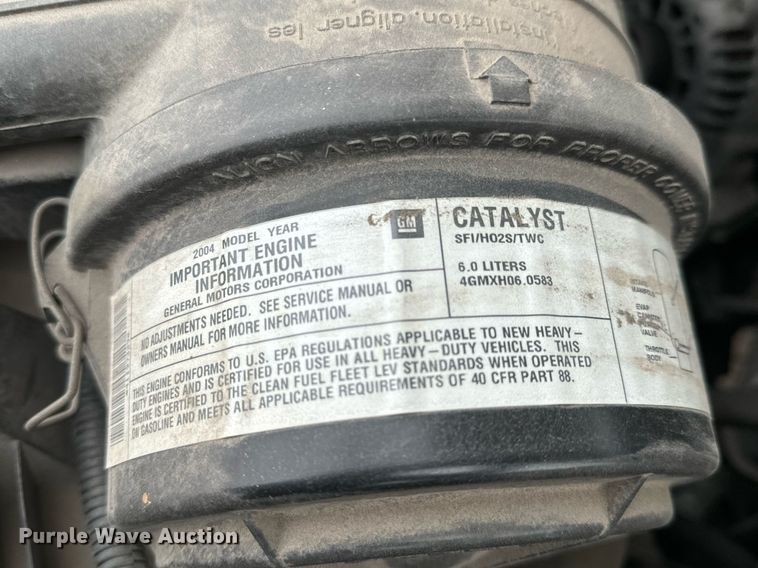 installation, aligner les
ALIGN ARROWS FOR PROPER COVER
2004 MODEL YEAR
IMPORTANT ENGINE
INFORMATION
GENERAL MOTORS CORPORATION
GM
CATALYST
SFI/HO2S/TWC
6.0 LITERS
4GMXH06.0583
NO ADJUSTMENTS NEEDED. SEE SERVICE MANUAL OR
OWNERS MANUAL FOR MORE INFORMATION.
THIS ENGINE CONFORMS TO U.S. EPA REGULATIONS APPLICABLE TO NEW HEAVY-
DUTY ENGINES AND IS CERTIFIED FOR USE IN ALL HEAVY-DUTY VEHICLES. THIS
ENGINE IS CERTIFIED TO THE CLEAN FUEL FLEET LEV STANDARDS WHEN OPERATED
ON GASOLINE AND MEETS ALL APPLICABLE REQUIREMENTS OF 40 CFR PART 88.
MANIFOLD
EVAP
CANISTER
VALVE
THROTTLE
BODY
Purple Wave Auction